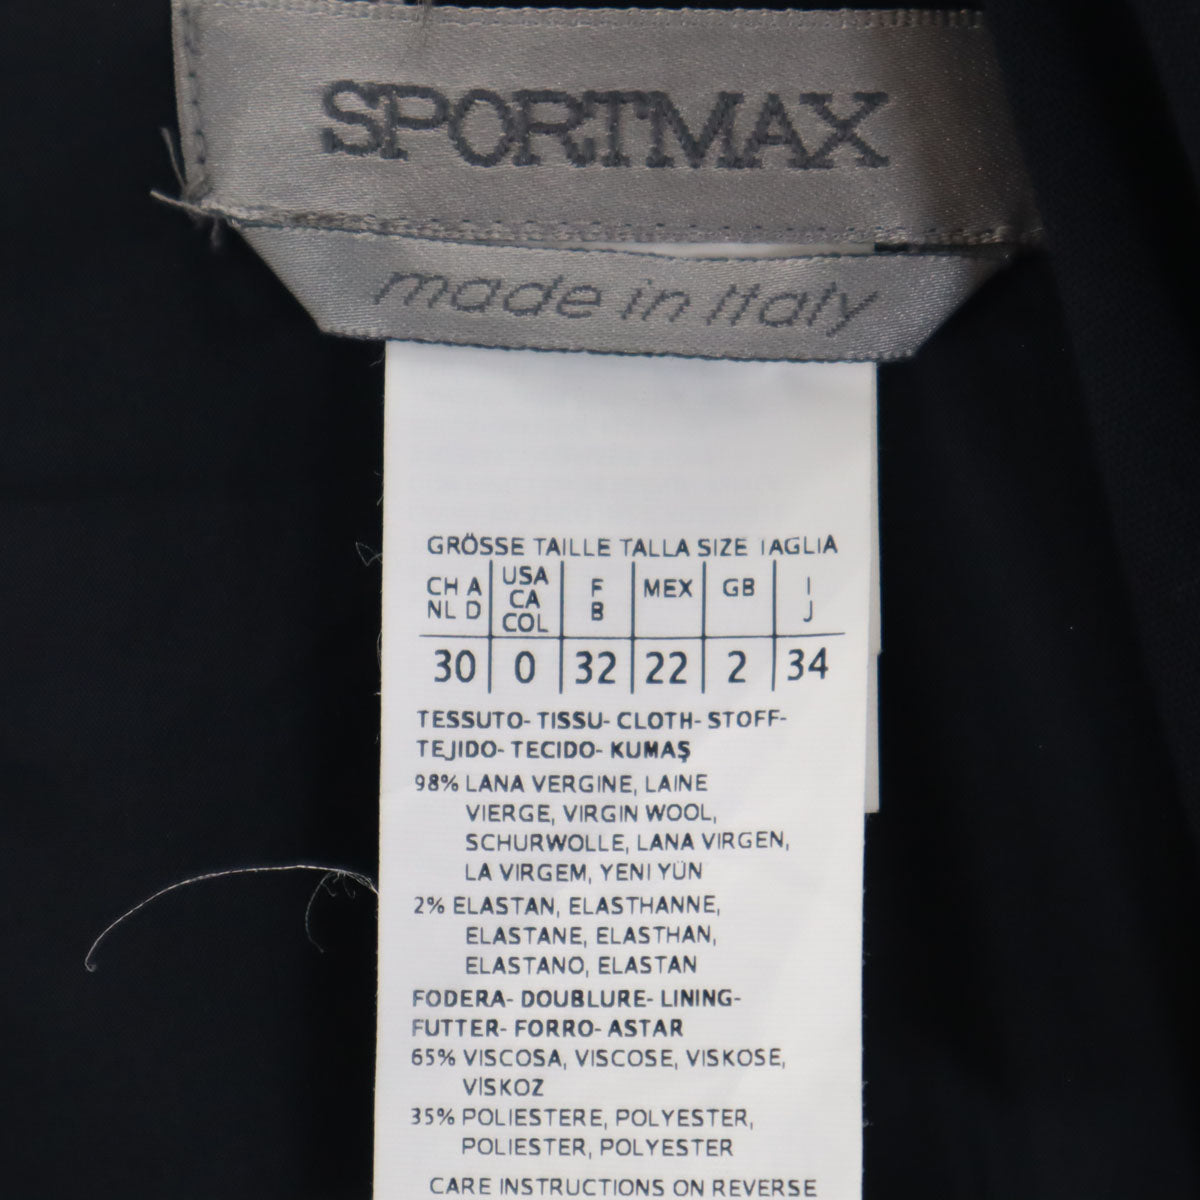 SPORTMAX
made in Italy
GRÖSSE TAILLE TALLA SIZE TAGLIA
CH A NL D | USA CA COL | F B | MEX | GB | I J
30 | 0 | 32 | 22 | 2 | 34
TESSUTO- TISSU- CLOTH- STOFF-
TEJIDO- TECIDO- KUMAŞ
98% LANA VERGINE, LAINE
VIERGE, VIRGIN WOOL,
SCHURWOLLE, LANA VIRGEN,
LA VIRGEM, YENI YÜN
2% ELASTAN, ELASTHANNE,
ELASTANE, ELASTHAN,
ELASTANO, ELASTAN
FODERA- DOUBLURE- LINING-
FUTTER- FORRO- ASTAR
65% VISCOSA, VISCOSE, VISKOSE,
VISKOZ
35% POLIESTERE, POLYESTER,
POLIESTER, POLYESTER
CARE INSTRUCTIONS ON REVERSE